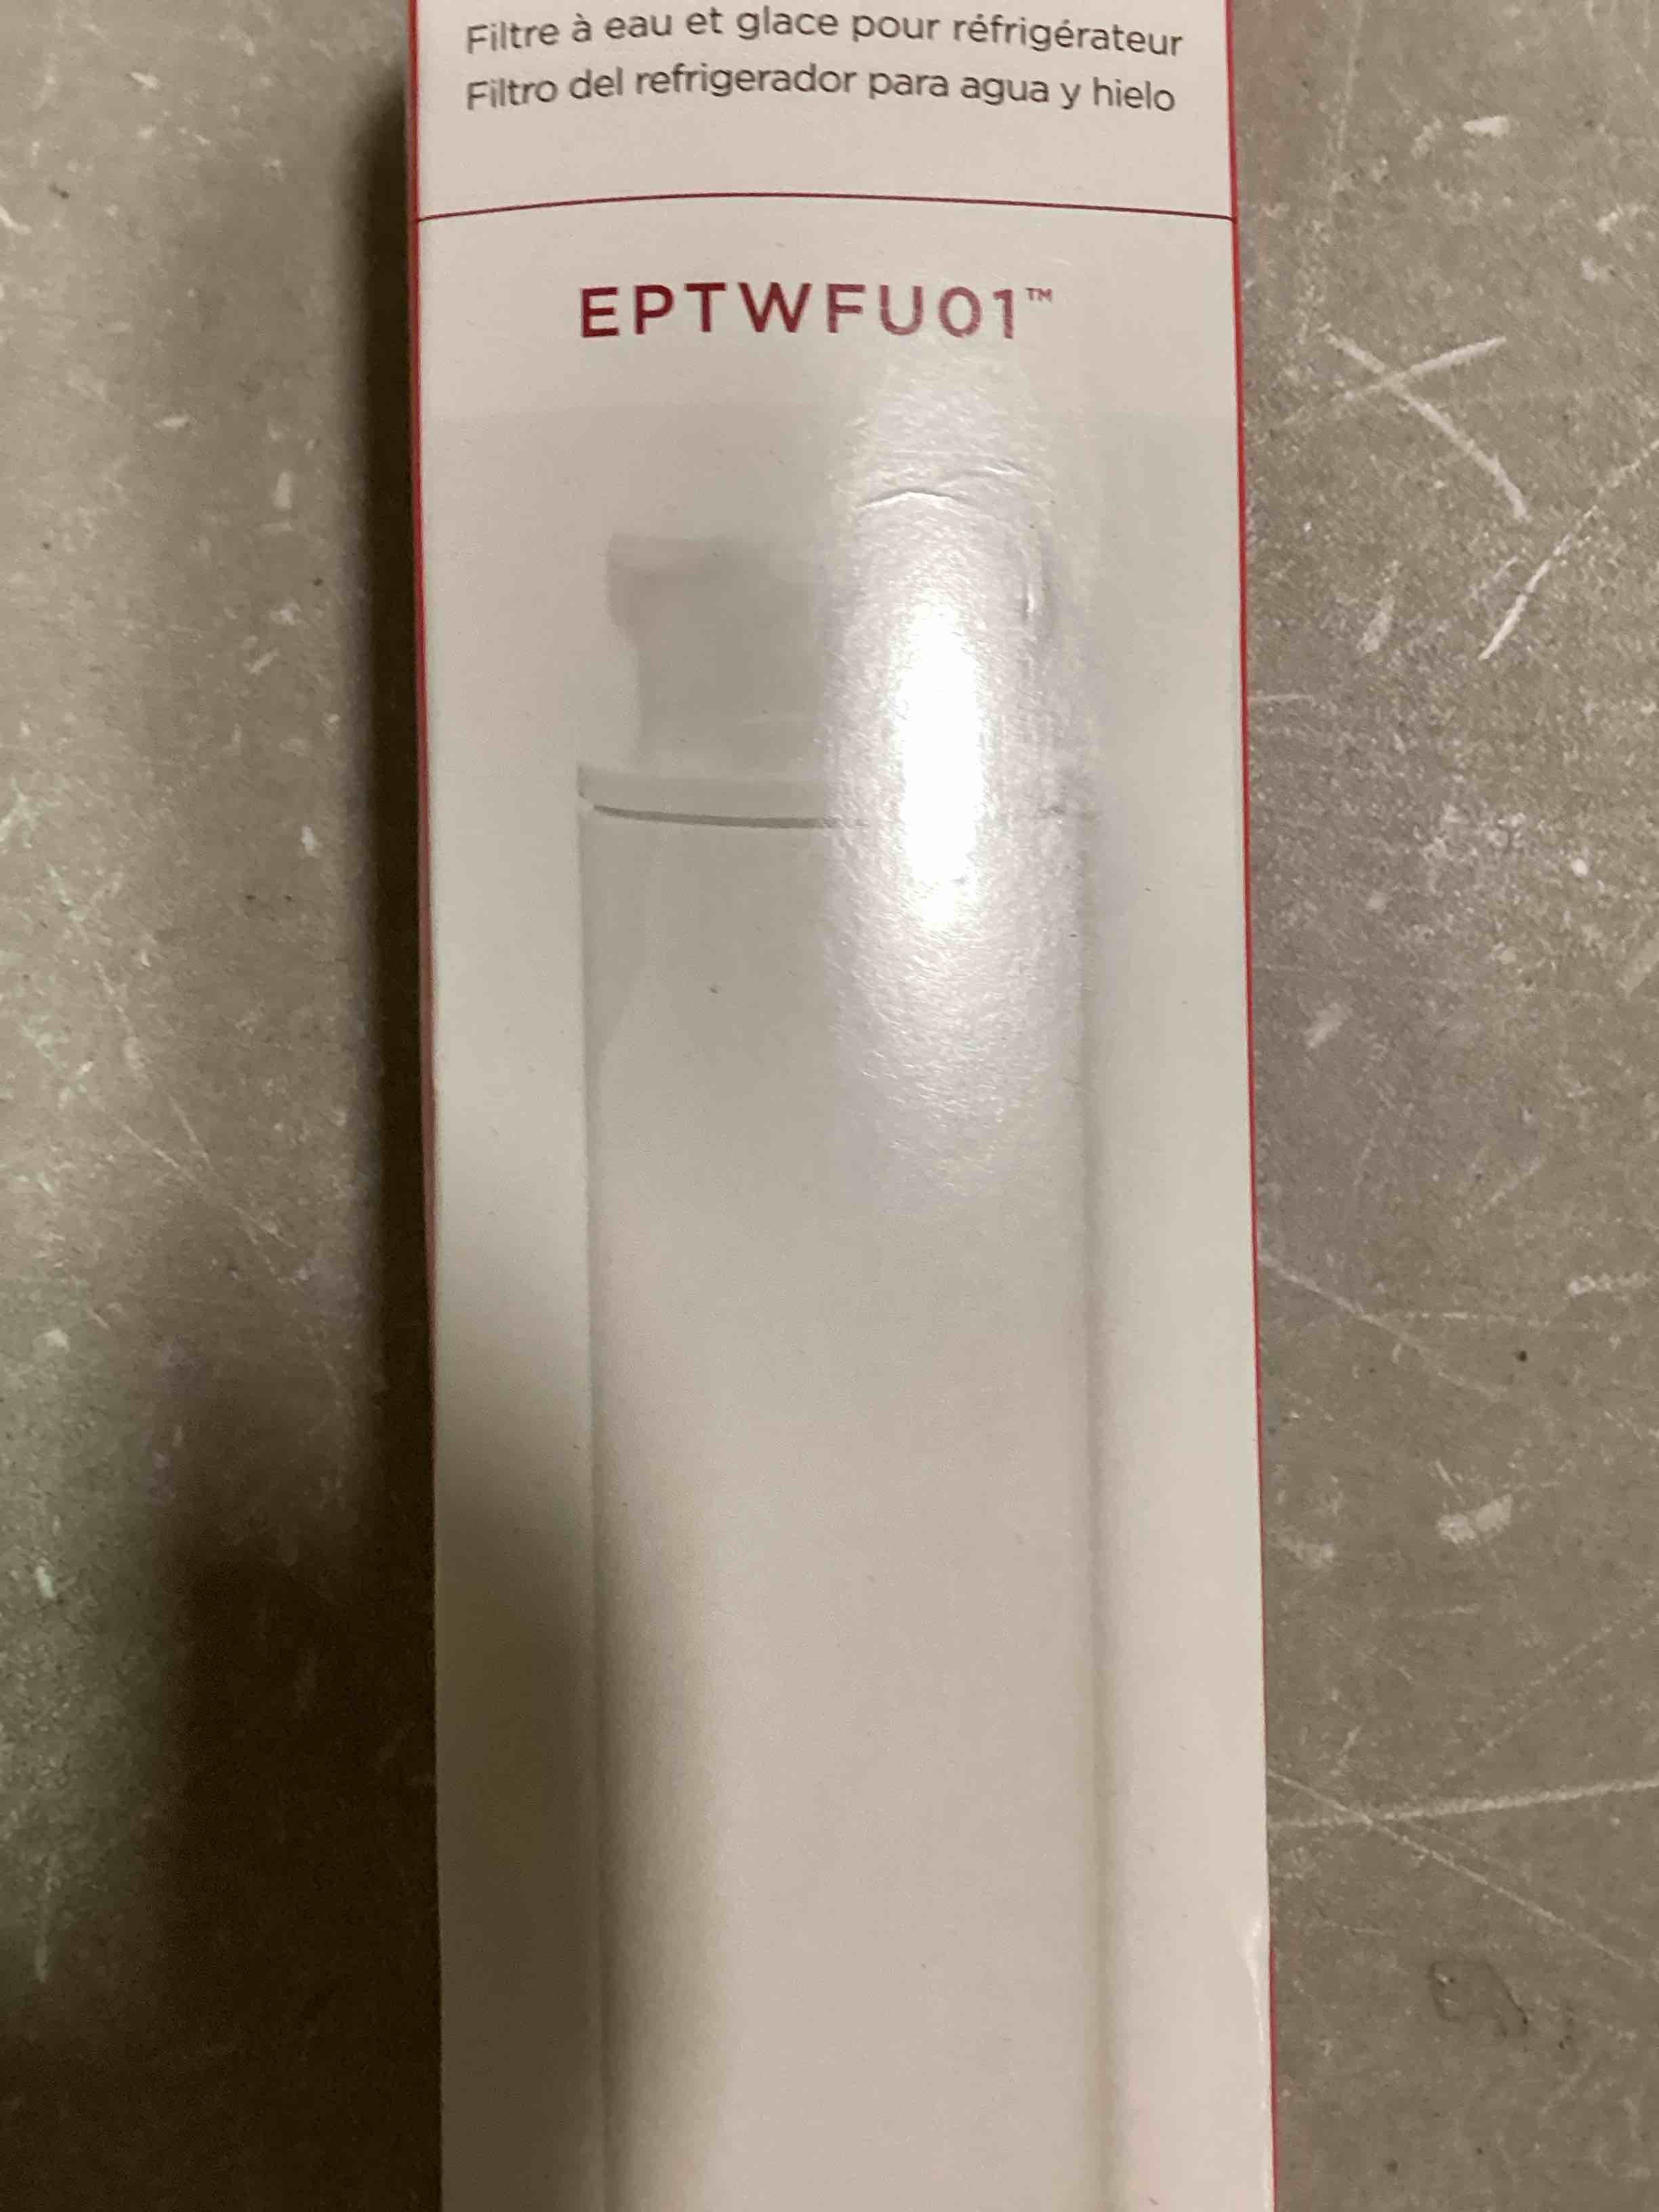 Filtre à eau et glace pour réfrigérateur
Filtro del refrigerador para agua y hielo
EPTWFU01™